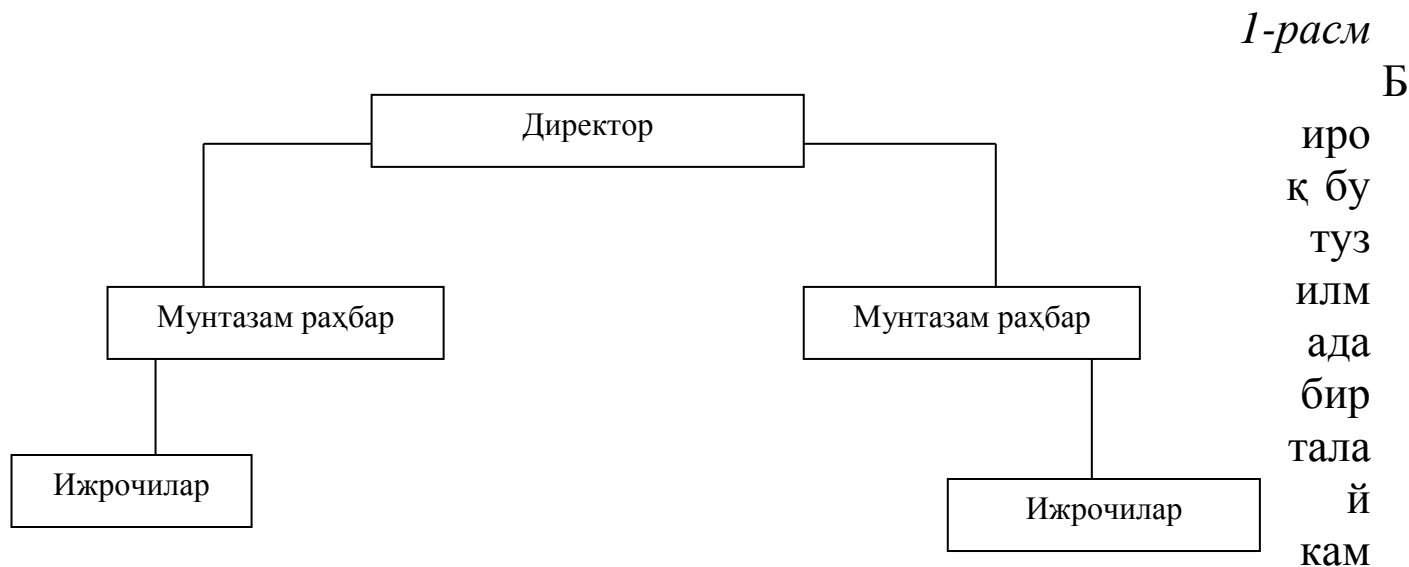 1-расм
Директор
Мунтазам раҳбар
Мунтазам раҳбар
Ижрочилар
Ижрочилар
Б
иро
қ бу
туз
илм
ада
бир
тала
й
кам